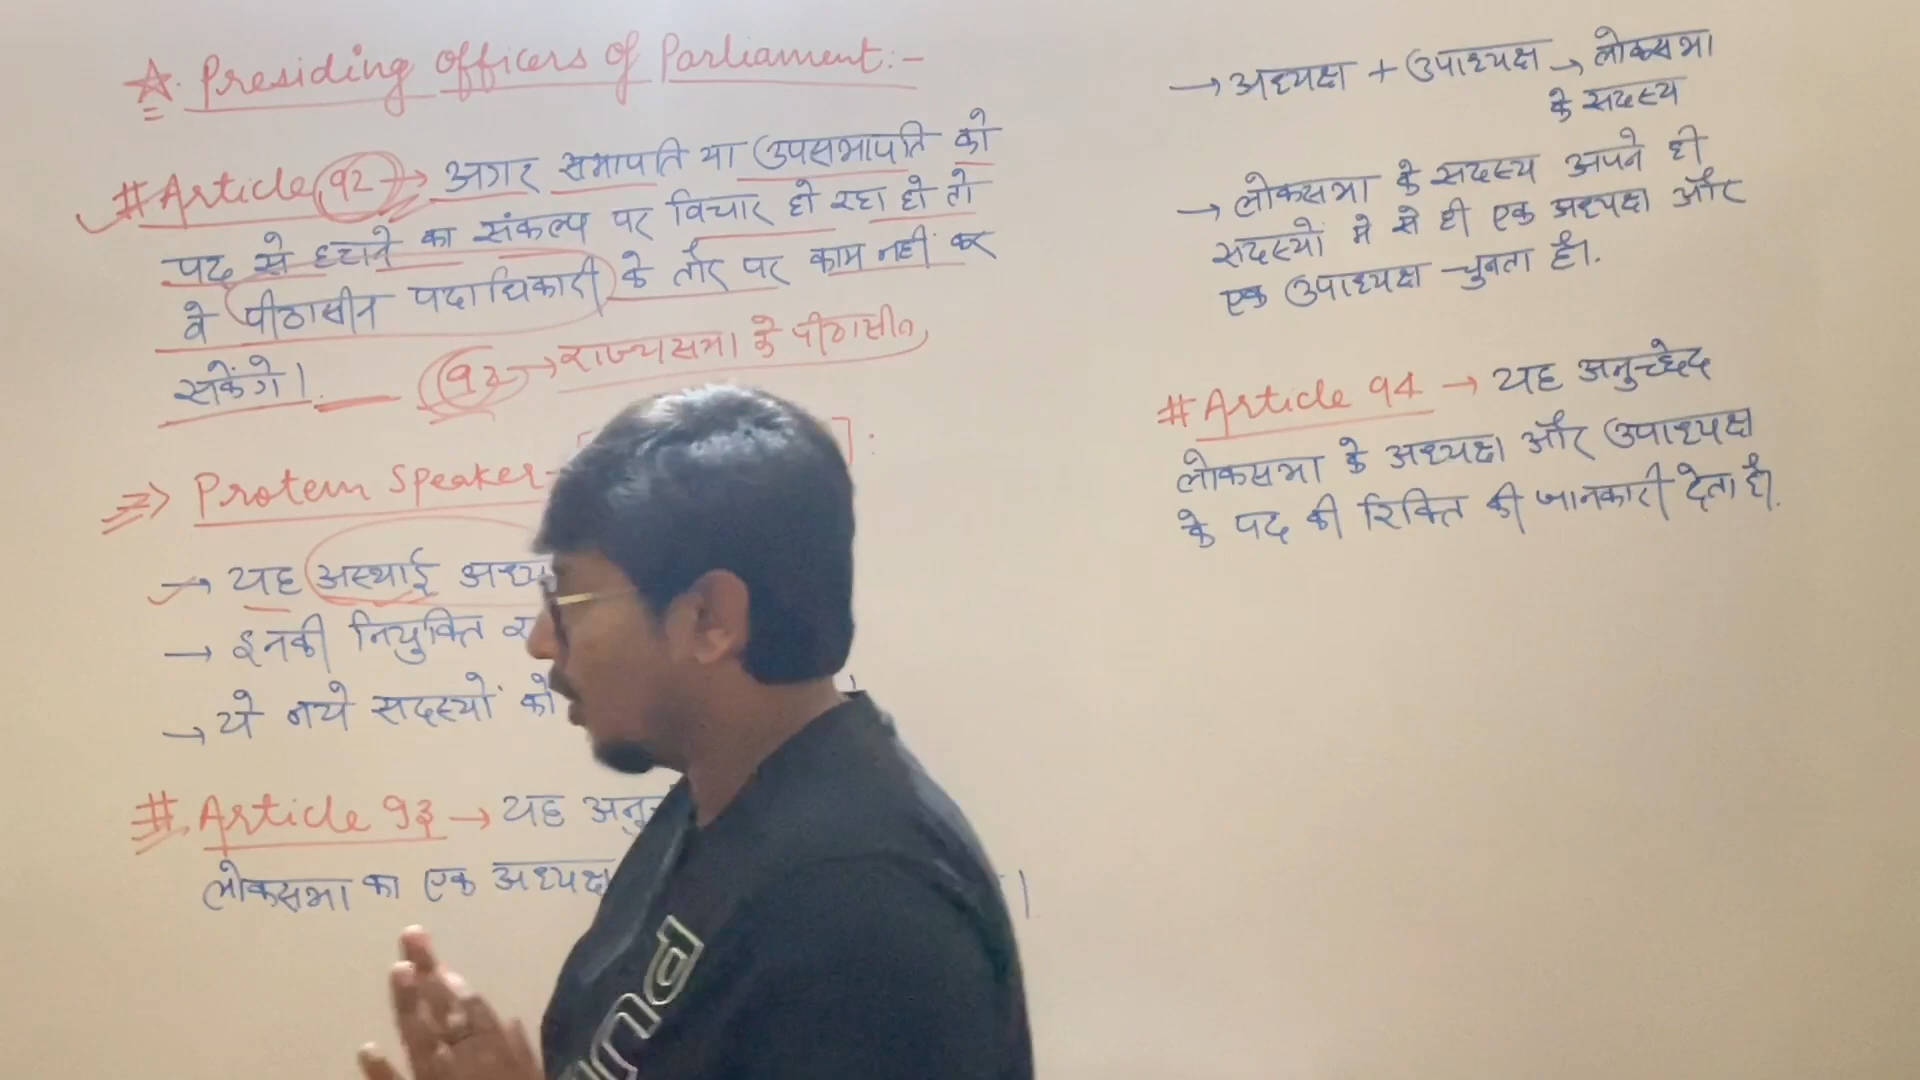 ☆. Presiding officers of Parliament:-
# Article 92 → अगर सभापति या उपसभापति को
पद से हटाने का संकल्प पर विचार हो रहा हो तो
वे पीठासीन पदाधिकारी के तौर पर काम नहीं कर
सकेंगे।
92 → राज्यसभा के पीठासीन
⇒ Protem Speaker
→ यह अस्थाई
→ इनकी नियुक्ति
→ ये नये सदस्यों को
# Article 93 → यह
लोकसभा का एक अध्यक्ष
→ अध्यक्ष + उपाध्यक्ष → लोकसभा
के सदस्य
→ लोकसभा के सदस्य अपने ही
सदस्यों मे से ही एक अध्यक्ष और
एक उपाध्यक्ष चुनता है।
# Article 94 → यह अनुच्छेद
लोकसभा के अध्यक्ष और उपाध्यक्ष
के पद की रिक्ति की जानकारी देता है।